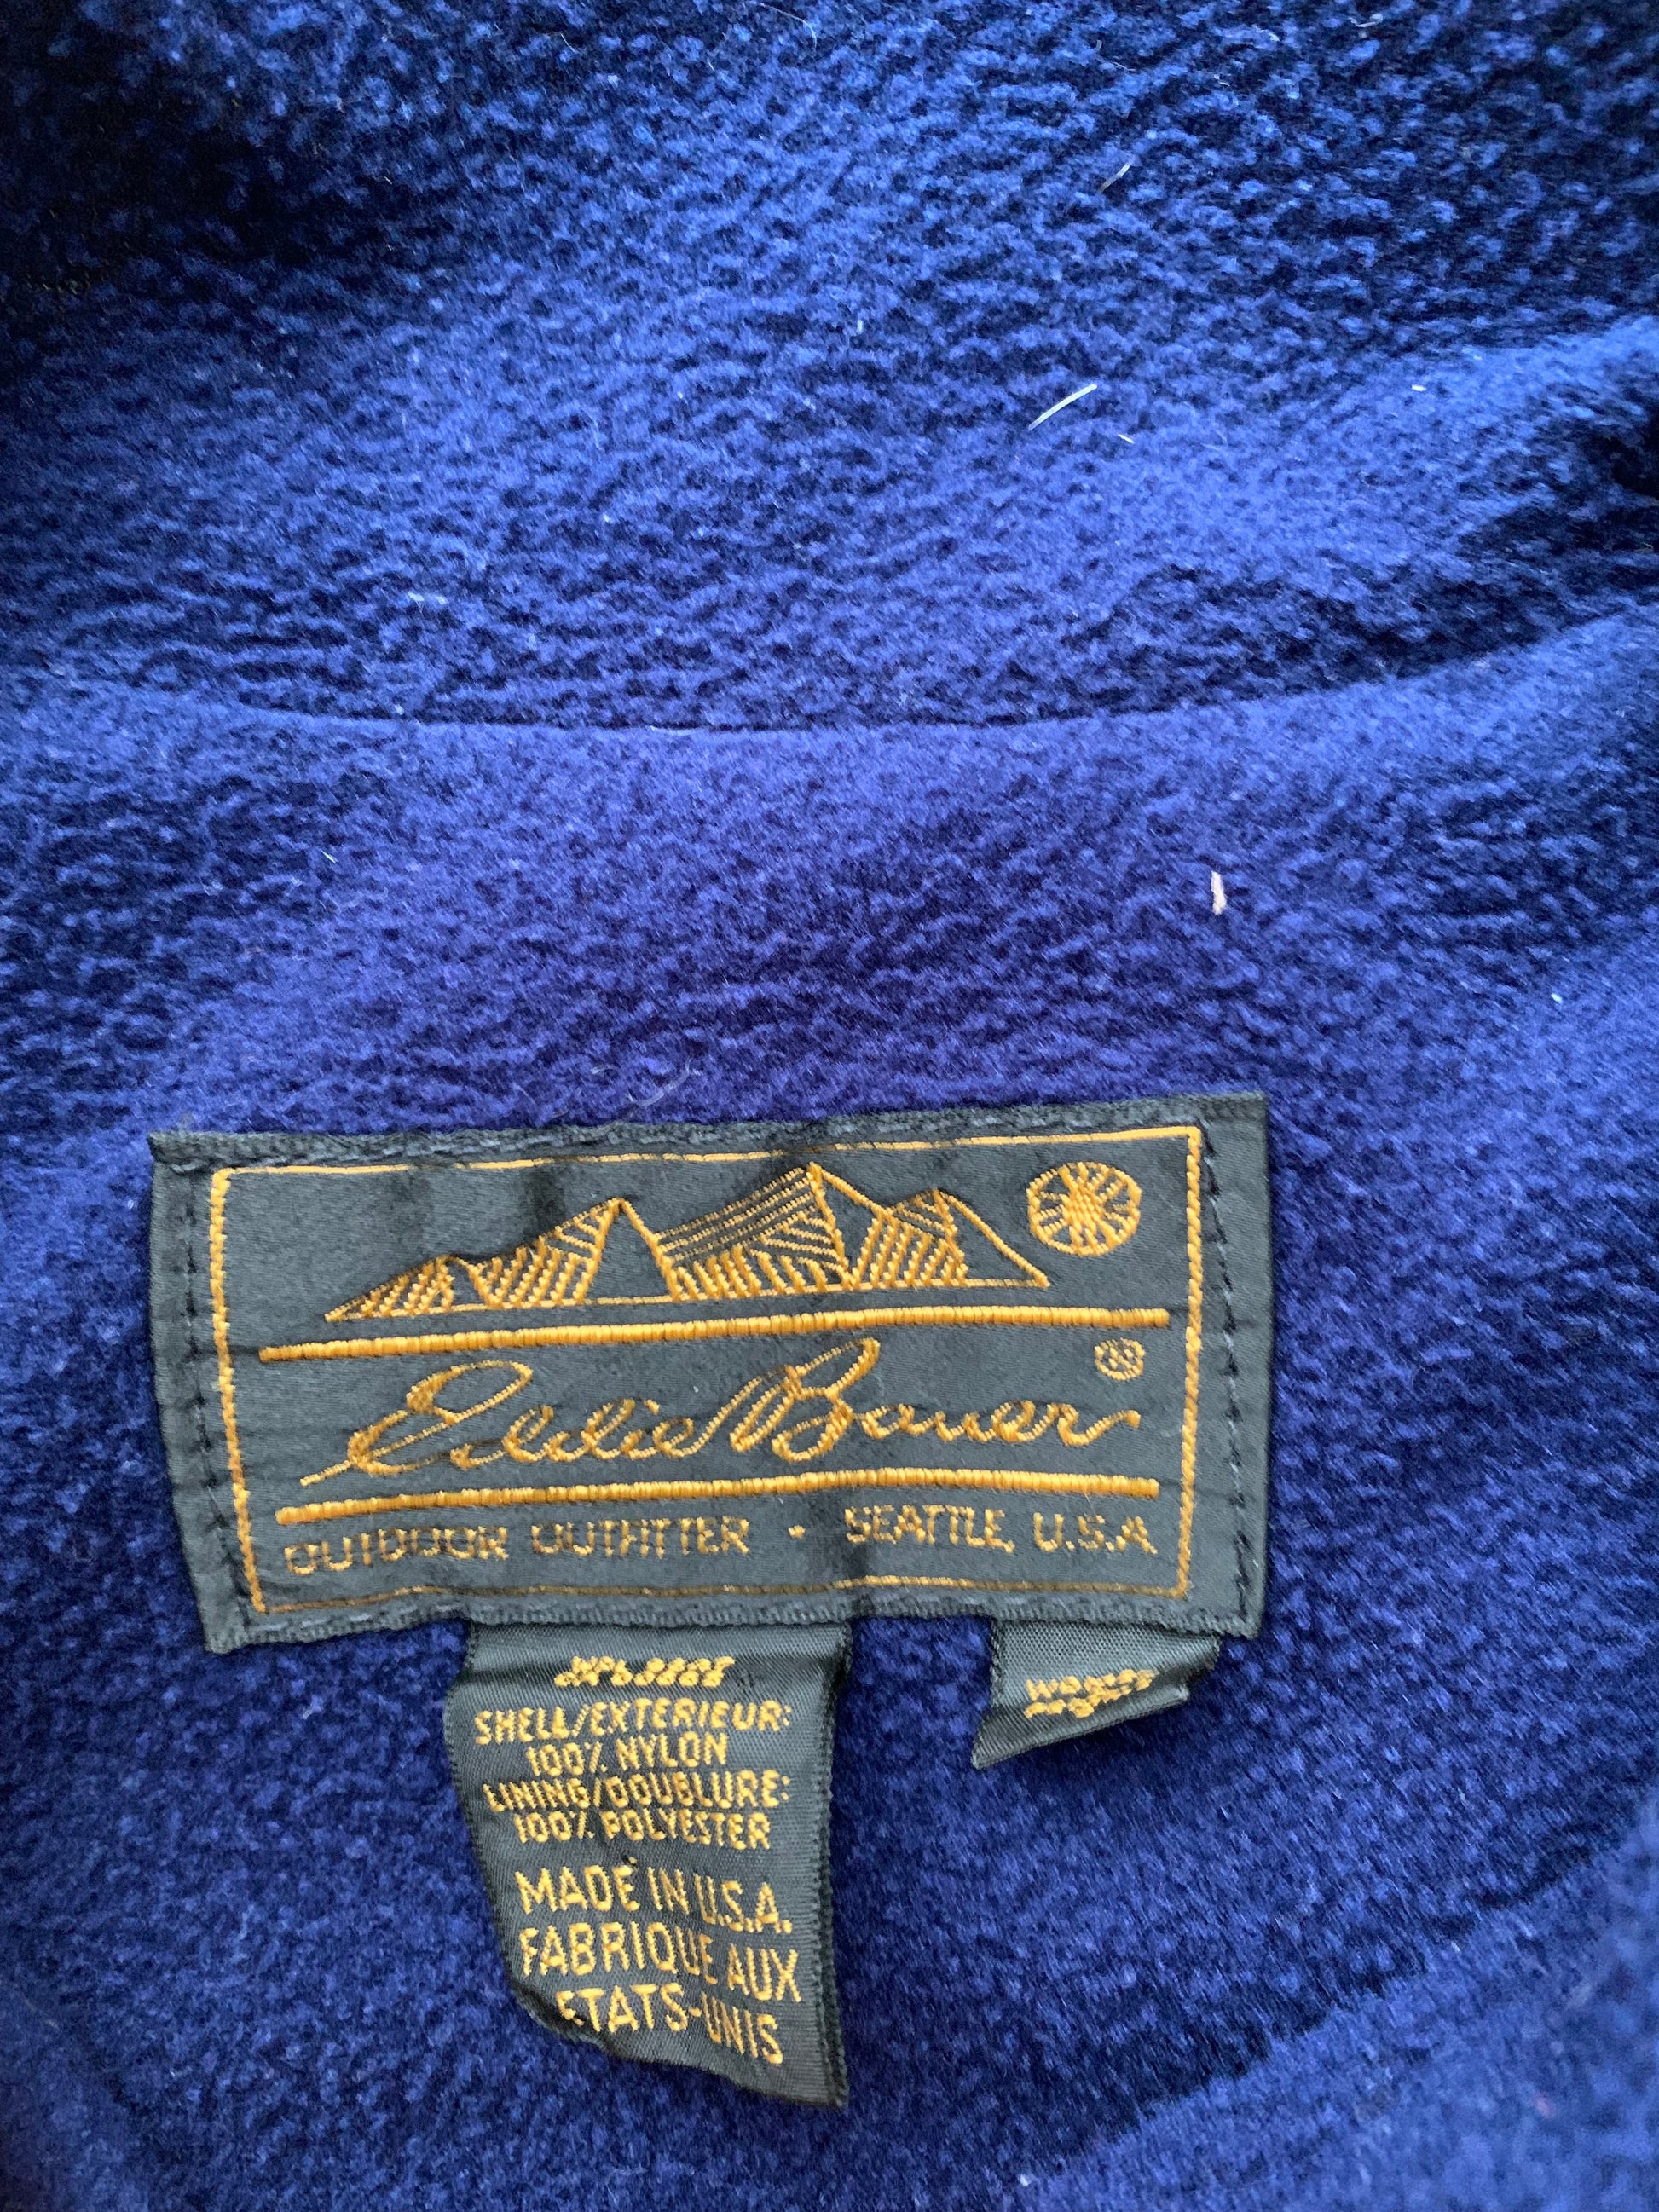 Eddie Bauer ®
OUTDOOR OUTFITTER • SEATTLE, U.S.A.
SHELL/EXTERIEUR:
100% NYLON
LINING/DOUBLURE:
100% POLYESTER
MADE IN U.S.A.
FABRIQUE AUX
ETATS-UNIS